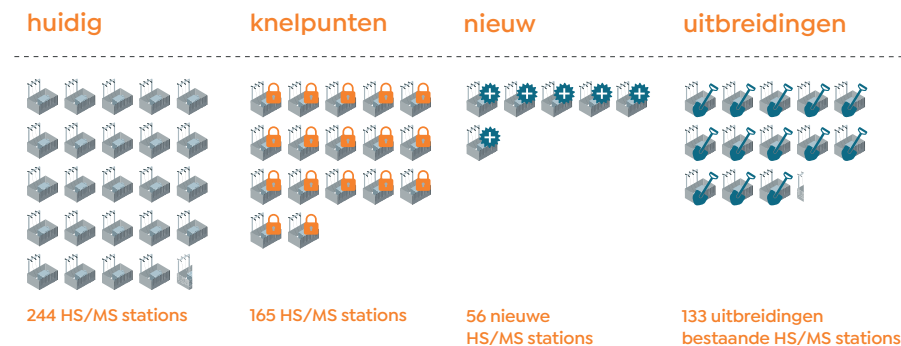 huidig
knelpunten
nieuw
uitbreidingen
244 HS/MS stations
165 HS/MS stations
56 nieuwe
HS/MS stations
133 uitbreidingen
bestaande HS/MS stations